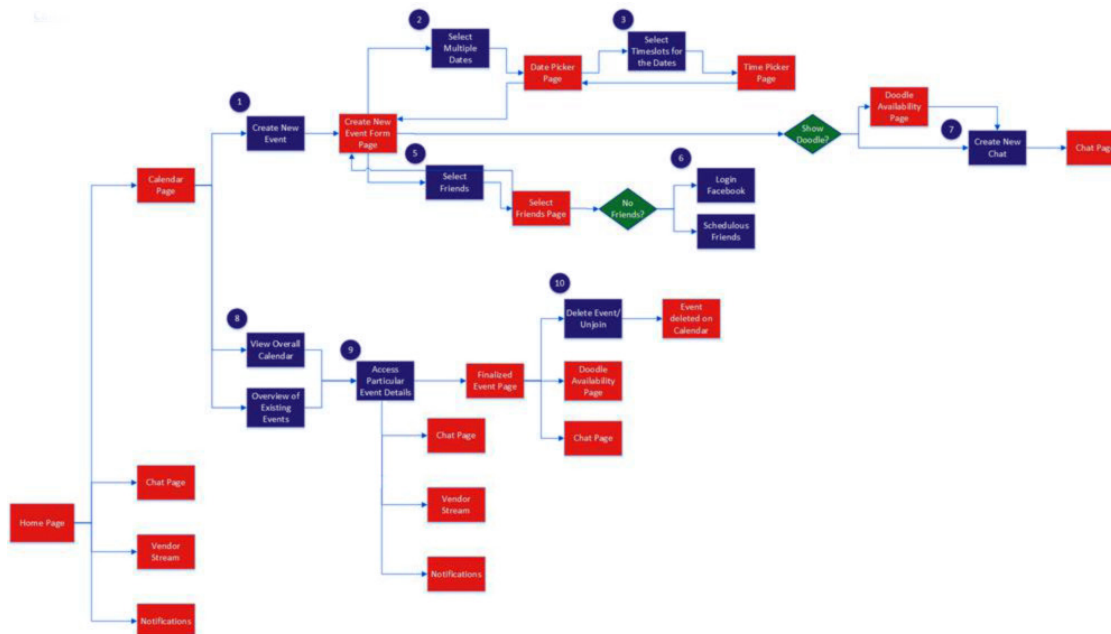 2
Select
Multiple
Dates
3
Select
Timeslots for
the Dates
Date Picker
Page
Time Picker
Page
1
Create New
Event
Create New
Event Form
Page
Show
Doodle?
Doodle
Availability
Page
7
Create New
Chat
Chat Page
5
Select
Friends
6
Login
Facebook
Calendar
Page
Select
Friends Page
No
Friends?
Schedulous
Friends
10
Delete Event/
Unjoin
Event
deleted on
Calendar
8
View Overall
Calendar
9
Access
Particular
Event Details
Finalized
Event Page
Doodle
Availability
Page
Overview of
Existing
Events
Chat Page
Chat Page
Chat Page
Vendor
Stream
Home Page
Vendor
Stream
Notifications
Notifications